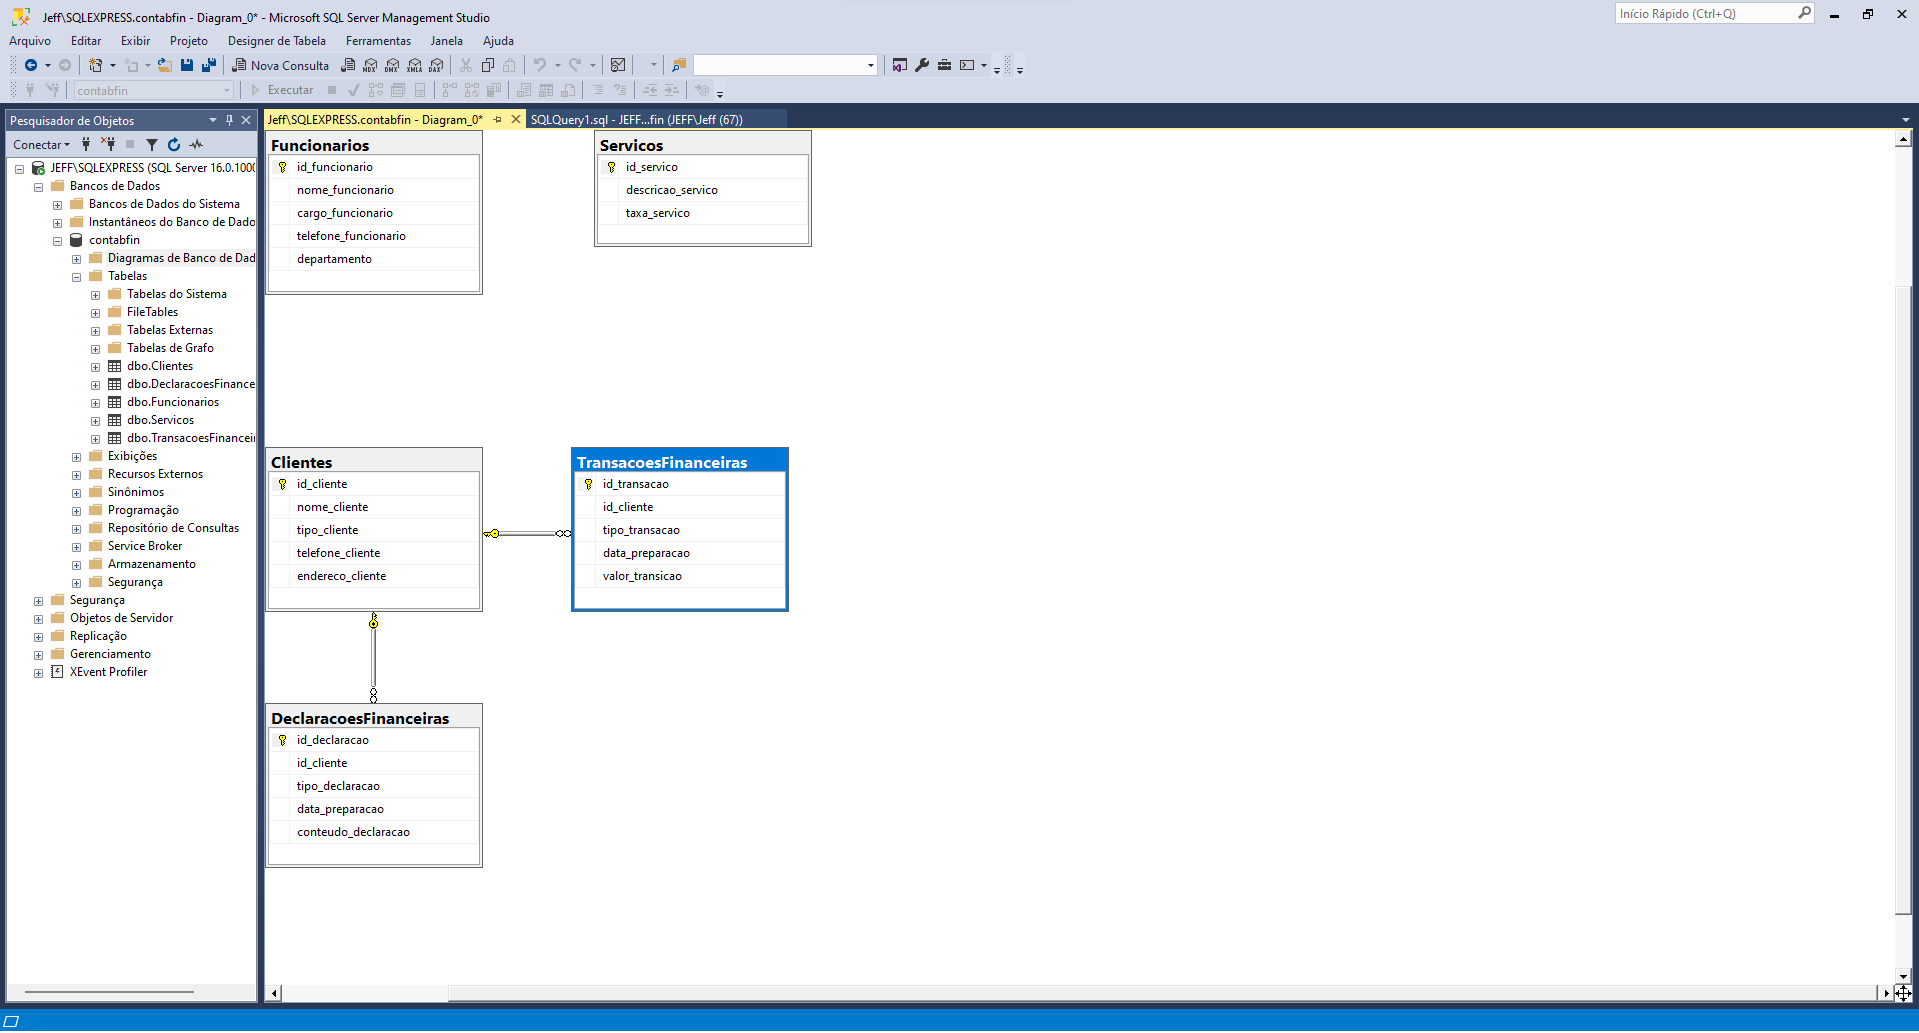 Jeff\SQLEXPRESS.contabfin - Diagram_0* - Microsoft SQL Server Management Studio
Início Rápido (Ctrl+Q)
Arquivo Editar Exibir Projeto Designer de Tabela Ferramentas Janela Ajuda
Nova Consulta MDX DMX XMLA DAX
contabfin Executar
Pesquisador de Objetos
Conectar
JEFF\SQLEXPRESS (SQL Server 16.0.1000
Bancos de Dados
Bancos de Dados do Sistema
Instantâneos do Banco de Dado
contabfin
Diagramas de Banco de Dad
Tabelas
Tabelas do Sistema
FileTables
Tabelas Externas
Tabelas de Grafo
dbo.Clientes
dbo.DeclaracoesFinance
dbo.Funcionarios
dbo.Servicos
dbo.TransacoesFinancei
Exibições
Recursos Externos
Sinônimos
Programação
Repositório de Consultas
Service Broker
Armazenamento
Segurança
Segurança
Objetos de Servidor
Replicação
Gerenciamento
XEvent Profiler
Jeff\SQLEXPRESS.contabfin - Diagram_0*
SQLQuery1.sql - JEFF...fin (JEFF\Jeff (67))
Funcionarios
id_funcionario
nome_funcionario
cargo_funcionario
telefone_funcionario
departamento
Servicos
id_servico
descricao_servico
taxa_servico
Clientes
id_cliente
nome_cliente
tipo_cliente
telefone_cliente
endereco_cliente
TransacoesFinanceiras
id_transacao
id_cliente
tipo_transacao
data_preparacao
valor_transicao
DeclaracoesFinanceiras
id_declaracao
id_cliente
tipo_declaracao
data_preparacao
conteudo_declaracao